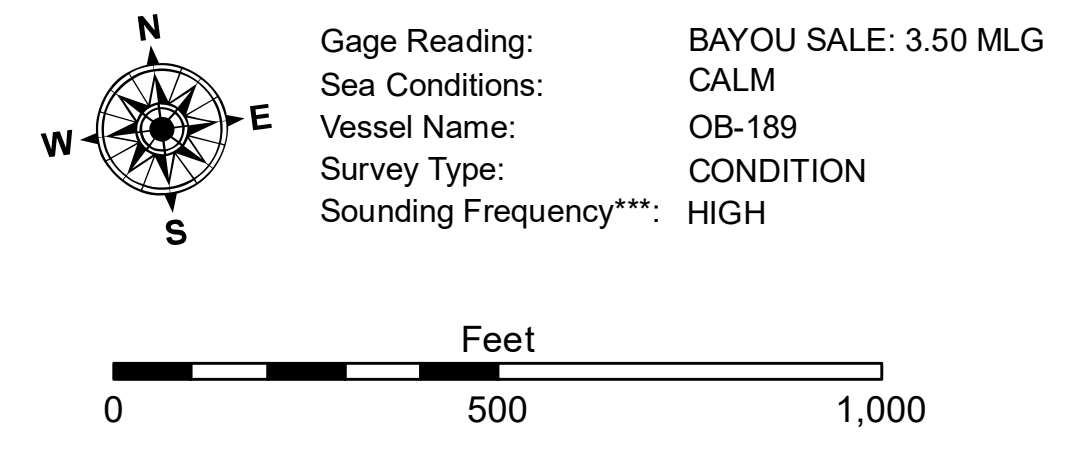 N
W
E
S
Gage Reading: BAYOU SALE: 3.50 MLG
Sea Conditions: CALM
Vessel Name: OB-189
Survey Type: CONDITION
Sounding Frequency***: HIGH
Feet
0 500 1,000